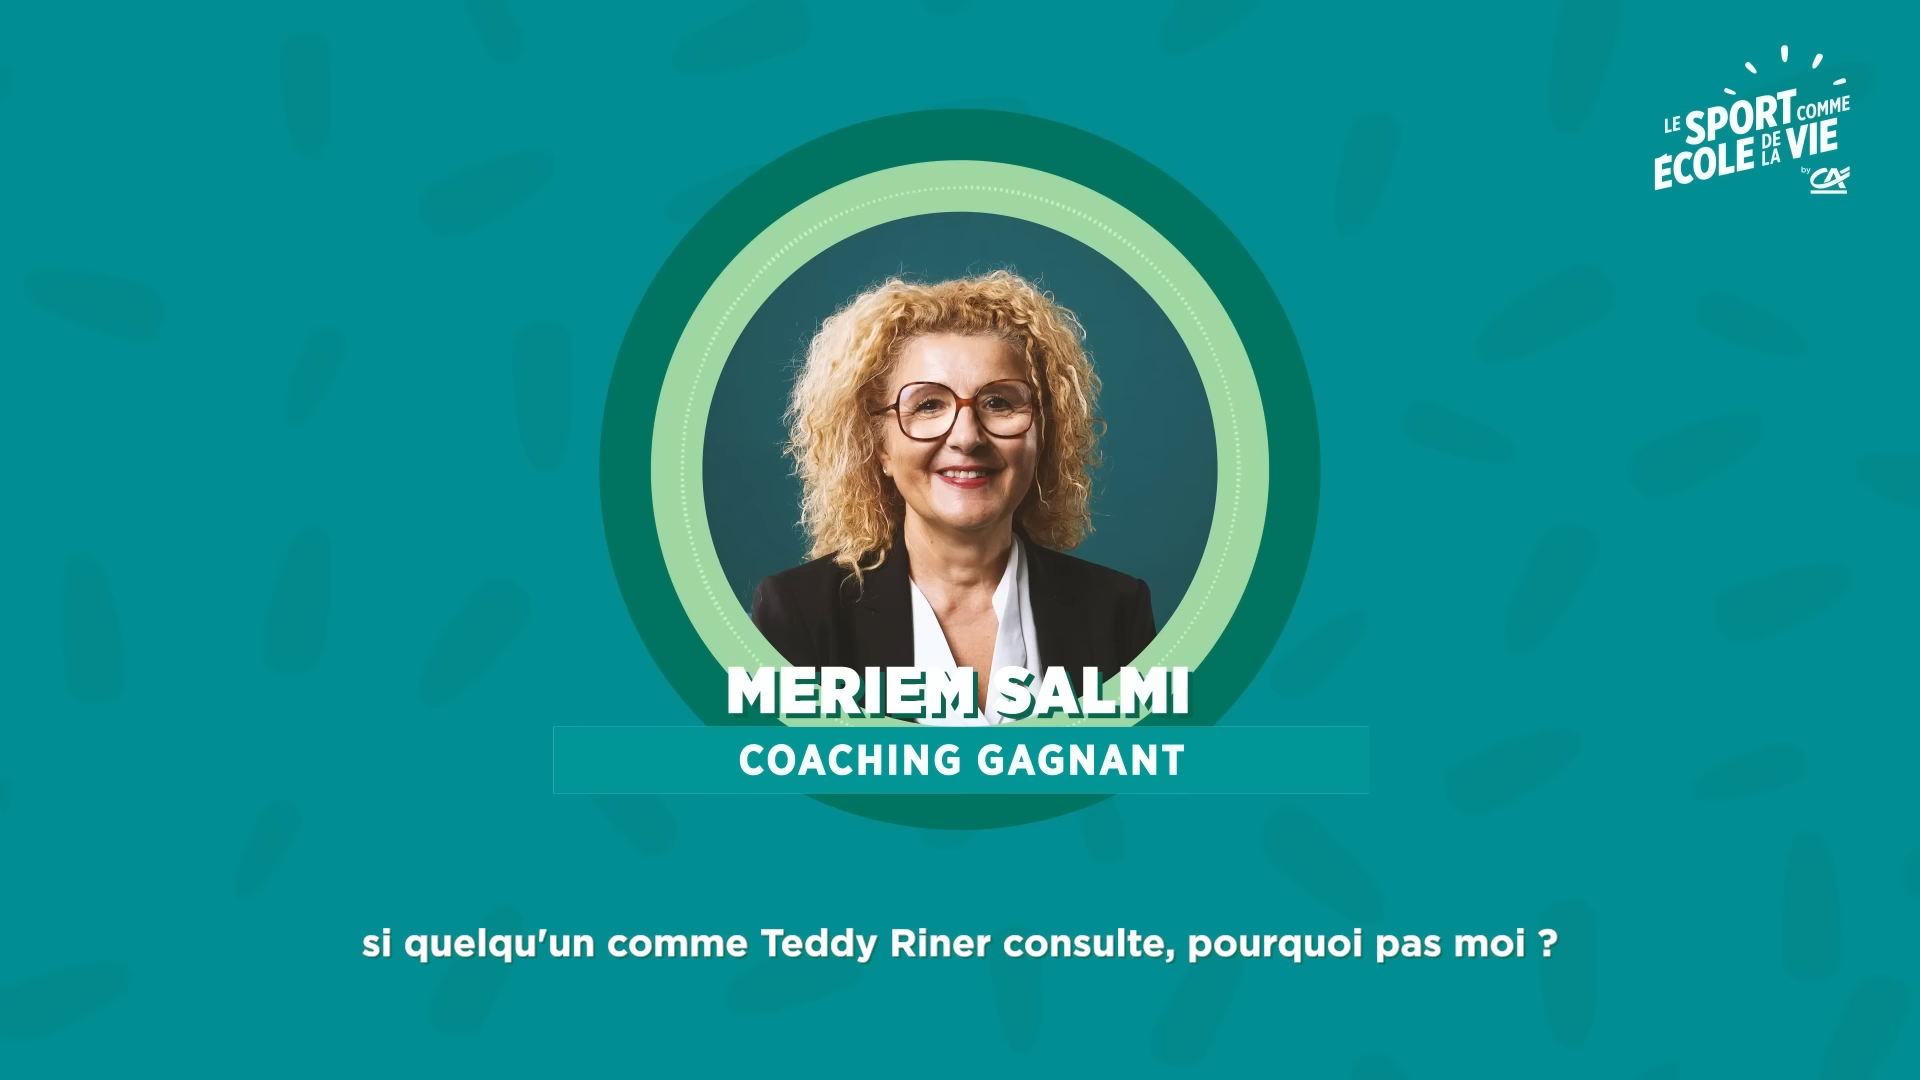 LE SPORT COMME
ÉCOLE DE LA VIE
by CA
MERIEM SALMI
COACHING GAGNANT
si quelqu'un comme Teddy Riner consulte, pourquoi pas moi ?